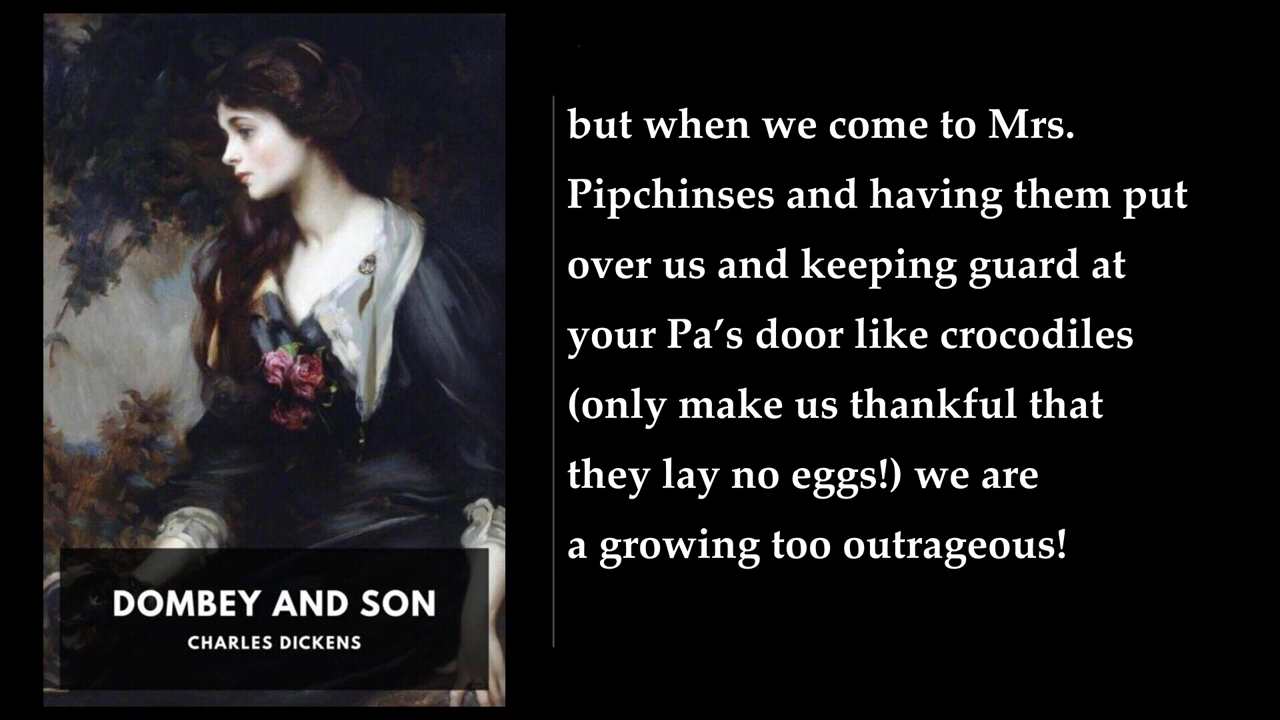 but when we come to Mrs.
Pipchinses and having them put
over us and keeping guard at
your Pa’s door like crocodiles
(only make us thankful that
they lay no eggs!) we are
a growing too outrageous!
DOMBEY AND SON
CHARLES DICKENS